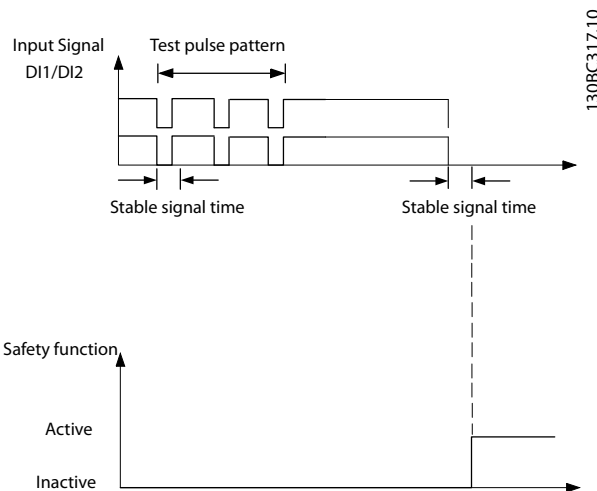 Input Signal
DI1/DI2
Test pulse pattern
130BC317.10
Stable signal time
Stable signal time
Safety function
Active
Inactive